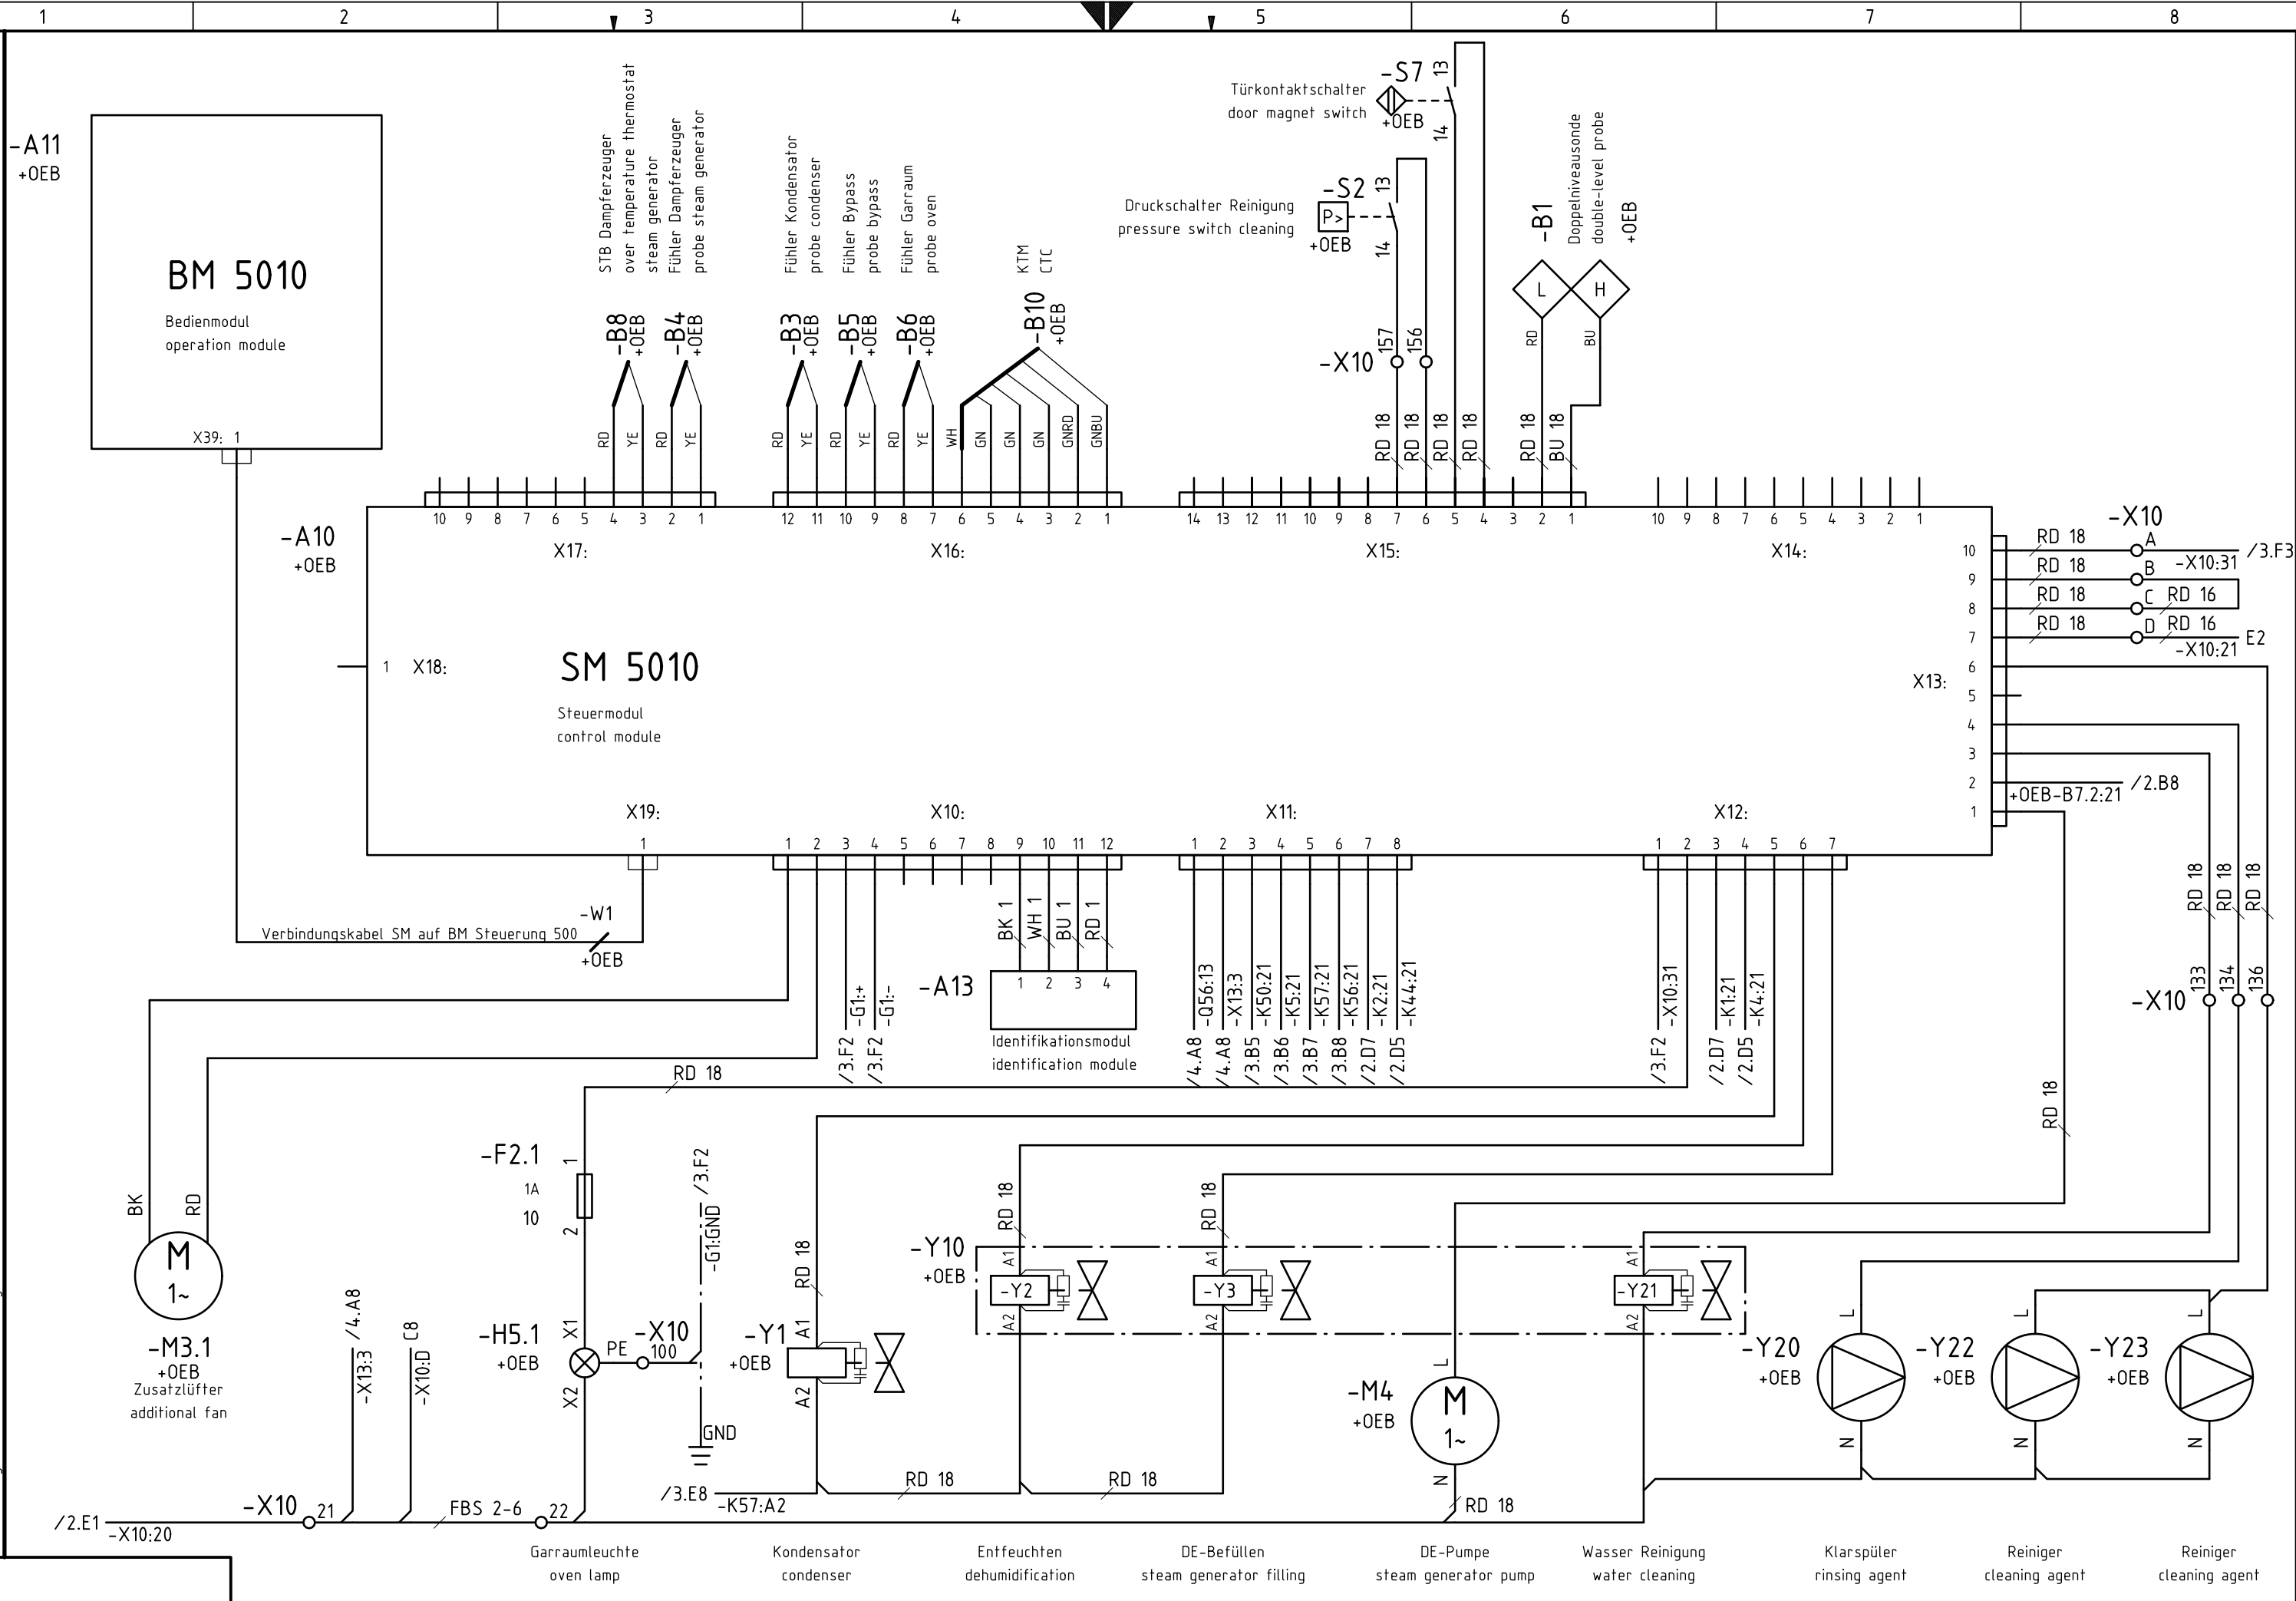 1 2 3 4 5 6 7 8
-A11
+OEB
BM 5010
Bedienmodul
operation module
X39: 1
STB Dampferzeuger
over temperature thermostat
steam generator
Fühler Dampferzeuger
probe steam generator
-B8
+OEB
-B4
+OEB
Fühler Kondensator
probe condenser
Fühler Bypass
probe bypass
Fühler Garraum
probe oven
-B3
+OEB
-B5
+OEB
-B6
+OEB
KTM
CTC
-B10
+OEB
Türkontaktschalter
door magnet switch
-S7
+OEB
13
14
Druckschalter Reinigung
pressure switch cleaning
-S2
P>
+OEB
13
14
-X10
157
156
-B1
Doppelniveausonde
double-level probe
+OEB
L H
RD BU
RD YE RD YE
RD YE RD YE RD YE WH GN GN GN GNRD GNBU
RD 18 RD 18 RD 18 RD 18 RD 18 BU 18
10 9 8 7 6 5 4 3 2 1
X17:
12 11 10 9 8 7 6 5 4 3 2 1
X16:
14 13 12 11 10 9 8 7 6 5 4 3 2 1
X15:
10 9 8 7 6 5 4 3 2 1
X14:
-A10
+OEB
1 X18:
SM 5010
Steuermodul
control module
X13:
10
9
8
7
6
5
4
3
2
1
-X10
RD 18 A /3.F3
-X10:31
RD 18 B
RD 18 C RD 16
RD 18 D RD 16 E2
-X10:21
/2.B8
+OEB-B7.2:21
X19:
1
X10:
1 2 3 4 5 6 7 8 9 10 11 12
X11:
1 2 3 4 5 6 7 8
X12:
1 2 3 4 5 6 7
-W1
Verbindungskabel SM auf BM Steuerung 500
+OEB
/3.F2 -G1:+
/3.F2 -G1:-
BK 1 WH 1 BU 1 RD 1
-A13
1 2 3 4
Identifikationsmodul
identification module
/4.A8 -Q56:13
/4.A8 -X13:3
/3.B5 -K50:21
/3.B6 -K5:21
/3.B7 -K57:21
/3.B8 -K56:21
/2.D7 -K2:21
/2.D5 -K44:21
/3.F2 -X10:31
/2.D7 -K1:21
/2.D5 -K4:21
RD 18 RD 18 RD 18
-X10 133 134 136
RD 18
RD 18
-F2.1
1A
10
1
2
/3.F2
-G1:GND
BK RD
M
1~
-M3.1
+OEB
Zusatzlüfter
additional fan
/4.A8
-X13:3
C8
-X10:D
-H5.1
+OEB
X1
X2
PE
-X10
100
GND
RD 18
-Y1
+OEB
A1
A2
RD 18
-Y10
+OEB
A1
-Y2
A2
RD 18
A1
-Y3
A2
A1
-Y21
A2
-M4
+OEB
L
M
1~
N
RD 18
-Y20
+OEB
L
N
-Y22
+OEB
L
N
-Y23
+OEB
L
N
RD 18
RD 18
/3.E8
-K57:A2
/2.E1
-X10:20
-X10
21
FBS 2-6
22
Garraumleuchte
oven lamp
Kondensator
condenser
Entfeuchten
dehumidification
DE-Befüllen
steam generator filling
DE-Pumpe
steam generator pump
Wasser Reinigung
water cleaning
Klarspüler
rinsing agent
Reiniger
cleaning agent
Reiniger
cleaning agent